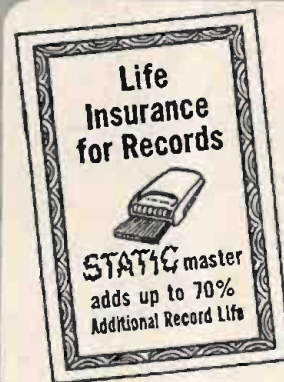 Life
Insurance
for Records
STATIC master
adds up to 70%
Additional Record Life